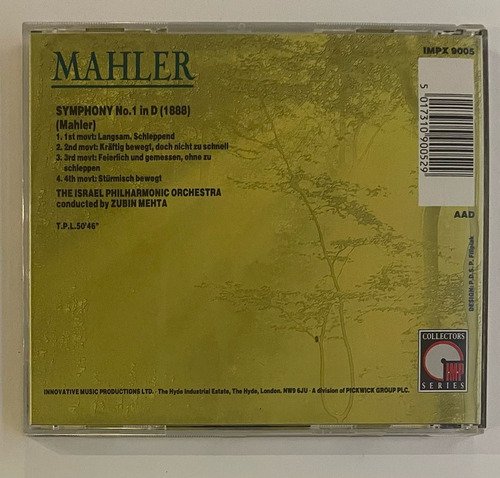 MAHLER
IMPX 9005
SYMPHONY No.1 in D (1888)
(Mahler)
1. 1st movt: Langsam, Schleppend
2. 2nd movt: Kräftig bewegt, doch nicht zu schnell
3. 3rd movt: Feierlich und gemessen, ohne zu
schleppen
4. 4th movt: Stürmisch bewegt
THE ISRAEL PHILHARMONIC ORCHESTRA
conducted by ZUBIN MEHTA
T.P.L.50'46"
5 017310 900529
AAD
DESIGN: P.D.S. P. Filipiak
COLLECTORS
IMP
SERIES
INNOVATIVE MUSIC PRODUCTIONS LTD. · The Hyde Industrial Estate, The Hyde, London. NW9 6JU · A division of PICKWICK GROUP PLC.